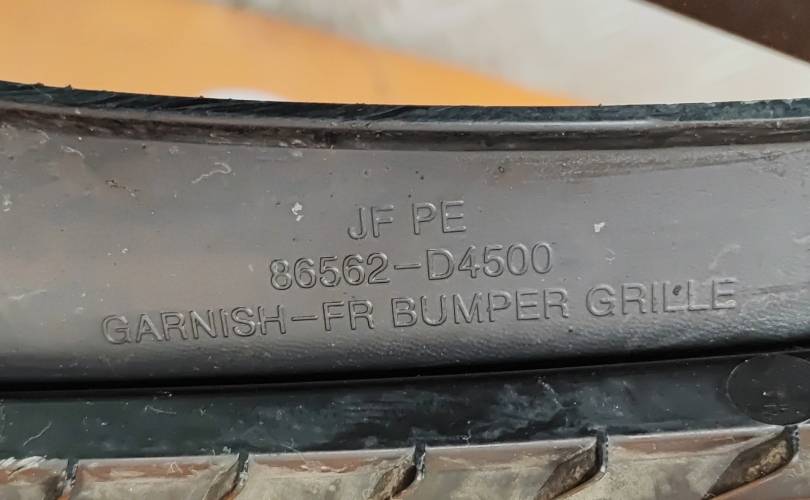 JF PE
86562-D4500
GARNISH-FR BUMPER GRILLE